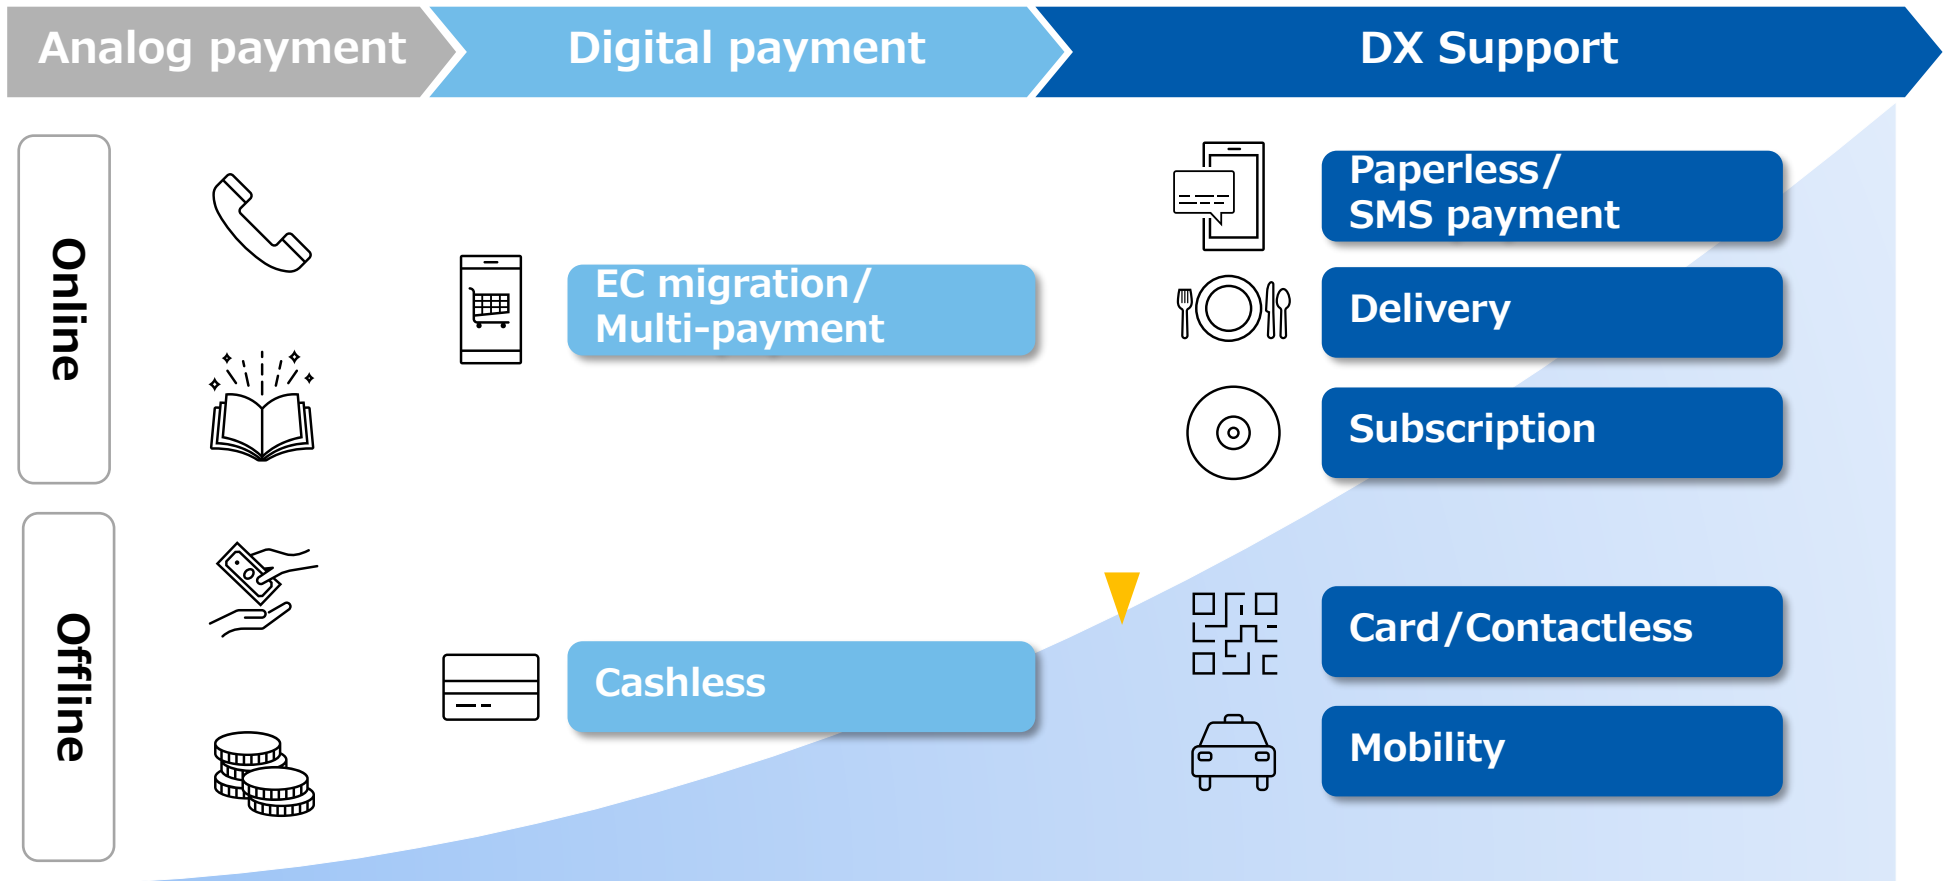 Analog payment
Digital payment
DX Support
Online
EC migration/
Multi-payment
Paperless/
SMS payment
Delivery
Subscription
Offline
Cashless
Card/Contactless
Mobility